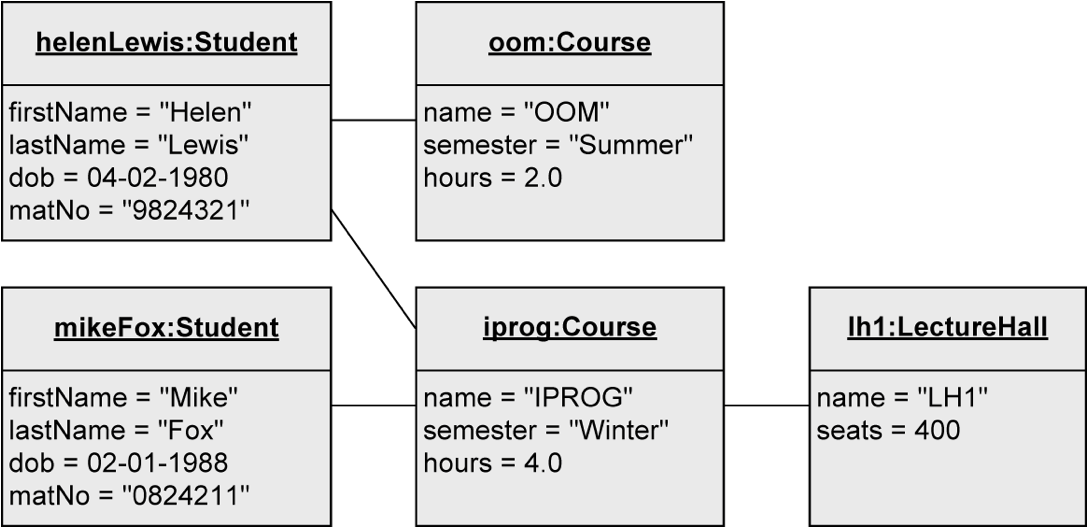 helenLewis:Student
firstName = "Helen"
lastName = "Lewis"
dob = 04-02-1980
matNo = "9824321"
oom:Course
name = "OOM"
semester = "Summer"
hours = 2.0
mikeFox:Student
firstName = "Mike"
lastName = "Fox"
dob = 02-01-1988
matNo = "0824211"
iprog:Course
name = "IPROG"
semester = "Winter"
hours = 4.0
lh1:LectureHall
name = "LH1"
seats = 400